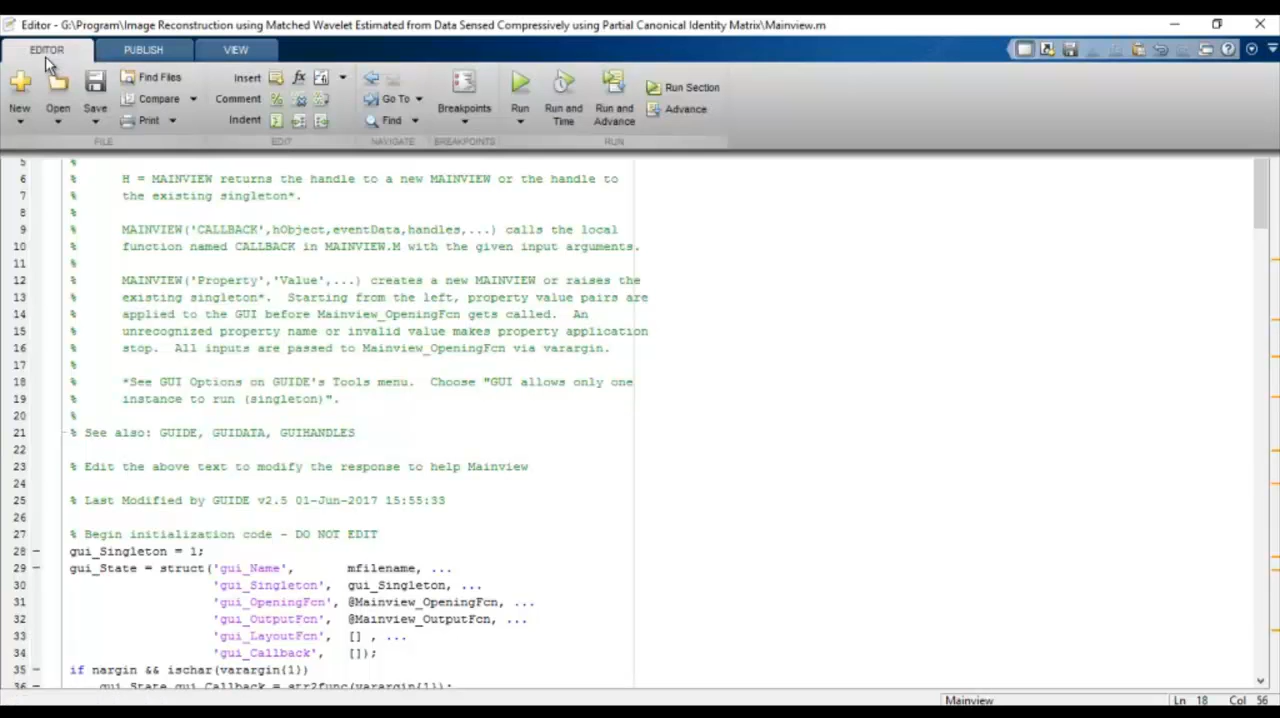 Editor - G:\Program\Image Reconstruction using Matched Wavelet Estimated from Data Sensed Compressively using Partial Canonical Identity Matrix\Mainview.m
EDITOR PUBLISH VIEW
New Open Save Find Files Compare Print
Insert Comment Indent
Go To Find
Breakpoints
Run Run and Time Run and Advance Run Section Advance
FILE EDIT NAVIGATE BREAKPOINTS RUN
5 %
6 % H = MAINVIEW returns the handle to a new MAINVIEW or the handle to
7 % the existing singleton*.
8 %
9 % MAINVIEW('CALLBACK',hObject,eventData,handles,...) calls the local
10 % function named CALLBACK in MAINVIEW.M with the given input arguments.
11 %
12 % MAINVIEW('Property','Value',...) creates a new MAINVIEW or raises the
13 % existing singleton*.  Starting from the left, property value pairs are
14 % applied to the GUI before Mainview_OpeningFcn gets called.  An
15 % unrecognized property name or invalid value makes property application
16 % stop.  All inputs are passed to Mainview_OpeningFcn via varargin.
17 %
18 % *See GUI Options on GUIDE's Tools menu.  Choose "GUI allows only one
19 % instance to run (singleton)".
20 %
21 % See also: GUIDE, GUIDATA, GUIHANDLES
22
23 % Edit the above text to modify the response to help Mainview
24
25 % Last Modified by GUIDE v2.5 01-Jun-2017 15:55:33
26
27 % Begin initialization code - DO NOT EDIT
28 – gui_Singleton = 1;
29 – gui_State = struct('gui_Name',       mfilename, ...
30 'gui_Singleton',  gui_Singleton, ...
31 'gui_OpeningFcn', @Mainview_OpeningFcn, ...
32 'gui_OutputFcn',  @Mainview_OutputFcn, ...
33 'gui_LayoutFcn',  [] , ...
34 'gui_Callback',   []);
35 – if nargin && ischar(varargin{1})
36 – gui_State.gui_Callback = str2func(varargin{1});
Mainview Ln 18 Col 56